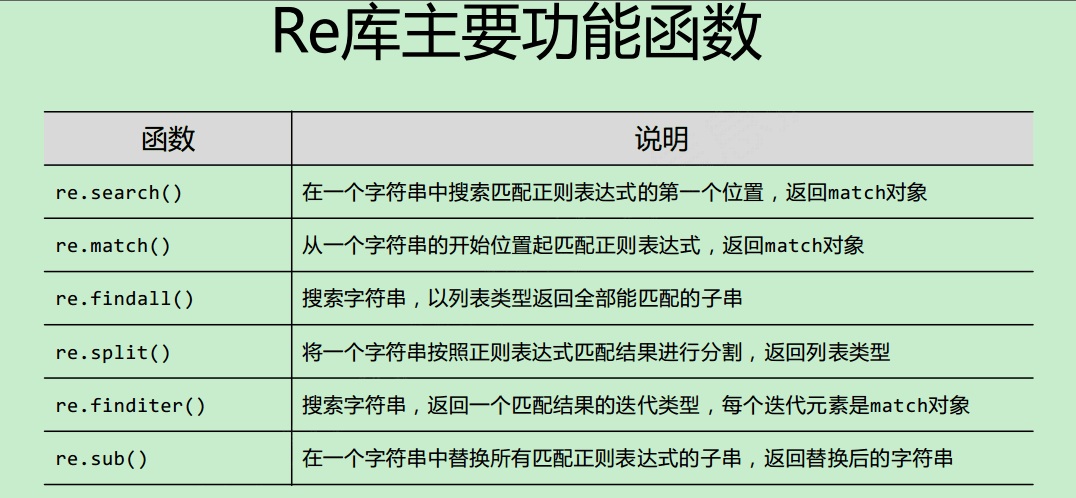 Re库主要功能函数
函数 说明
re.search() 在一个字符串中搜索匹配正则表达式的第一个位置，返回match对象
re.match() 从一个字符串的开始位置起匹配正则表达式，返回match对象
re.findall() 搜索字符串，以列表类型返回全部能匹配的子串
re.split() 将一个字符串按照正则表达式匹配结果进行分割，返回列表类型
re.finditer() 搜索字符串，返回一个匹配结果的迭代类型，每个迭代元素是match对象
re.sub() 在一个字符串中替换所有匹配正则表达式的子串，返回替换后的字符串